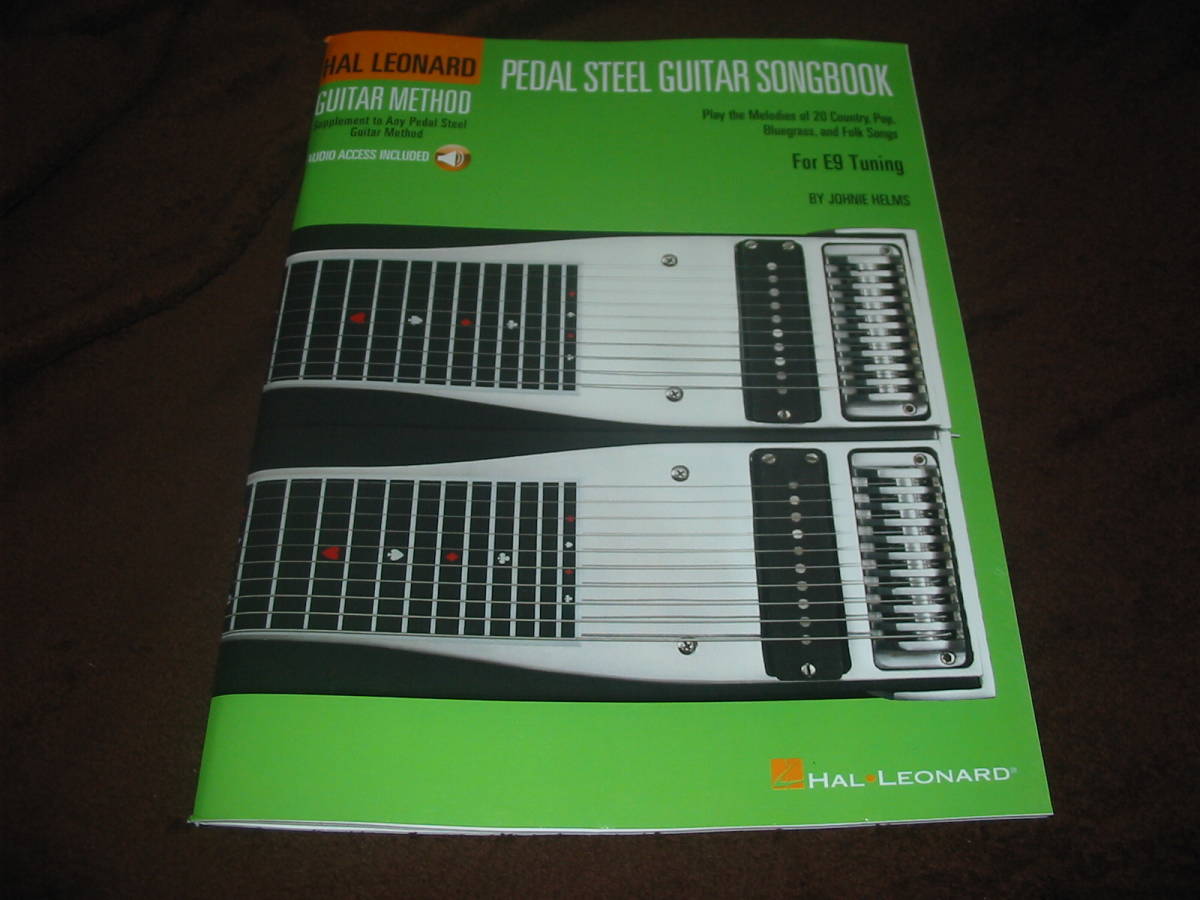 HAL LEONARD
GUITAR METHOD
Supplement to Any Pedal Steel
Guitar Method
AUDIO ACCESS INCLUDED
PEDAL STEEL GUITAR SONGBOOK
Play the Melodies of 20 Country, Pop,
Bluegrass, and Folk Songs
For E9 Tuning
BY JOHNIE HELMS
HAL•LEONARD®